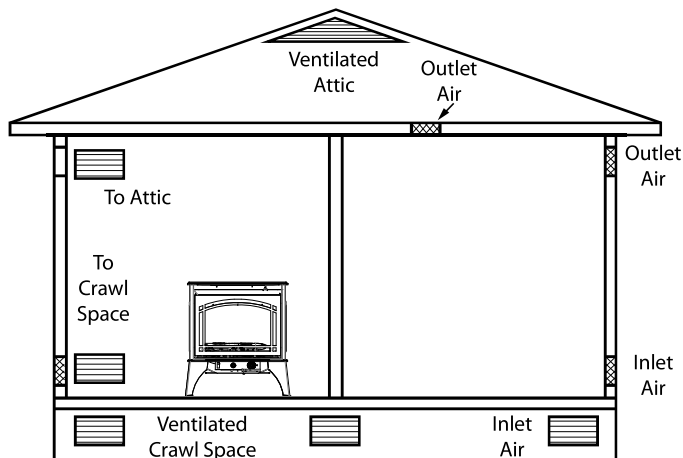 Ventilated
Attic
Outlet
Air
Outlet
Air
To Attic
To
Crawl
Space
Inlet
Air
Ventilated
Crawl Space
Inlet
Air